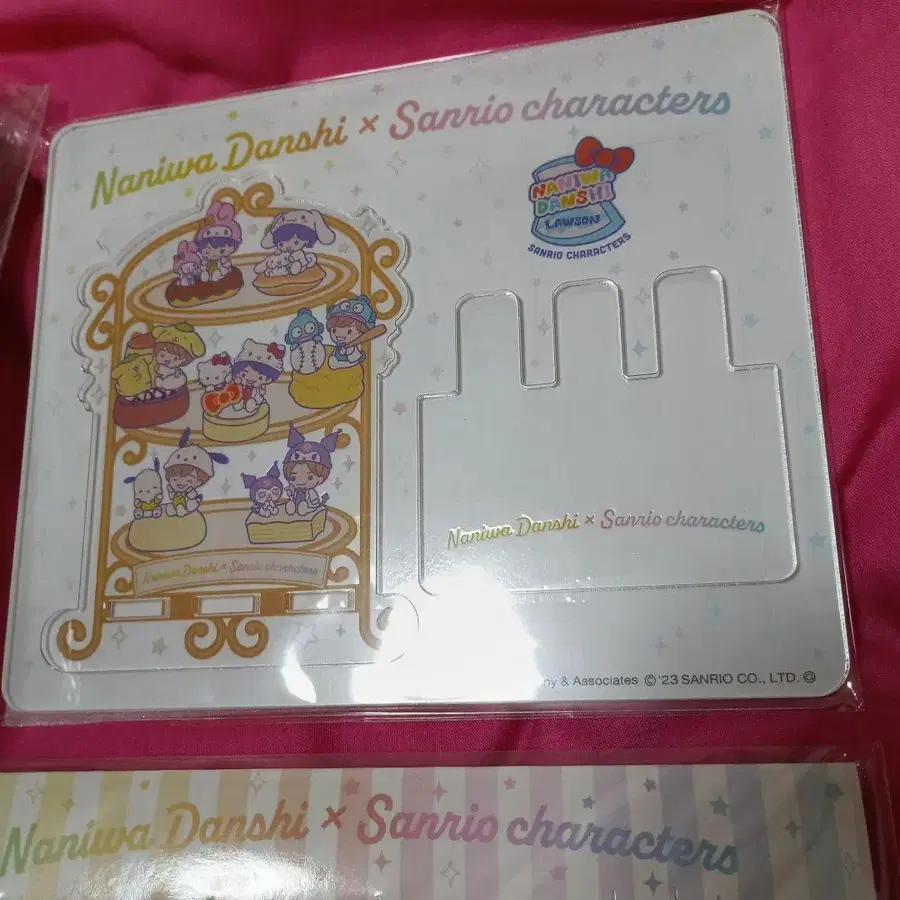 Naniwa Danshi × Sanrio characters
NANIWA
DANSHI
LAWSON
SANRIO CHARACTERS
Naniwa Danshi × Sanrio characters
Naniwa Danshi × Sanrio characters
& Associates © '23 SANRIO CO., LTD. Ⓖ
Naniwa Danshi × Sanrio characters